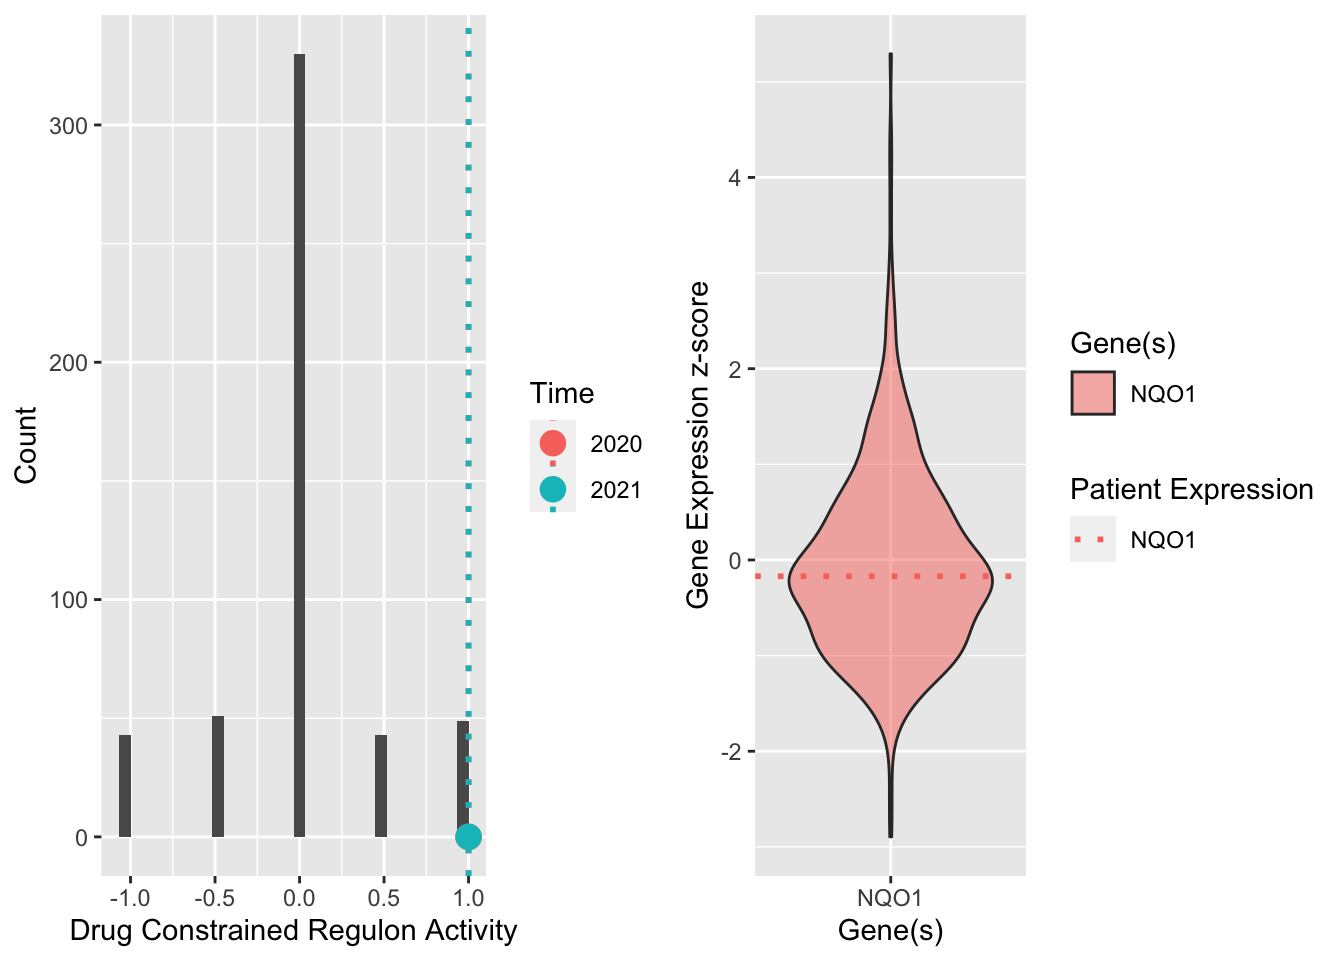 300
200
100
0
Count
-1.0 -0.5 0.0 0.5 1.0
Drug Constrained Regulon Activity
Time
2020
2021
4
2
0
-2
Gene Expression z-score
NQO1
Gene(s)
Gene(s)
NQO1
Patient Expression
NQO1